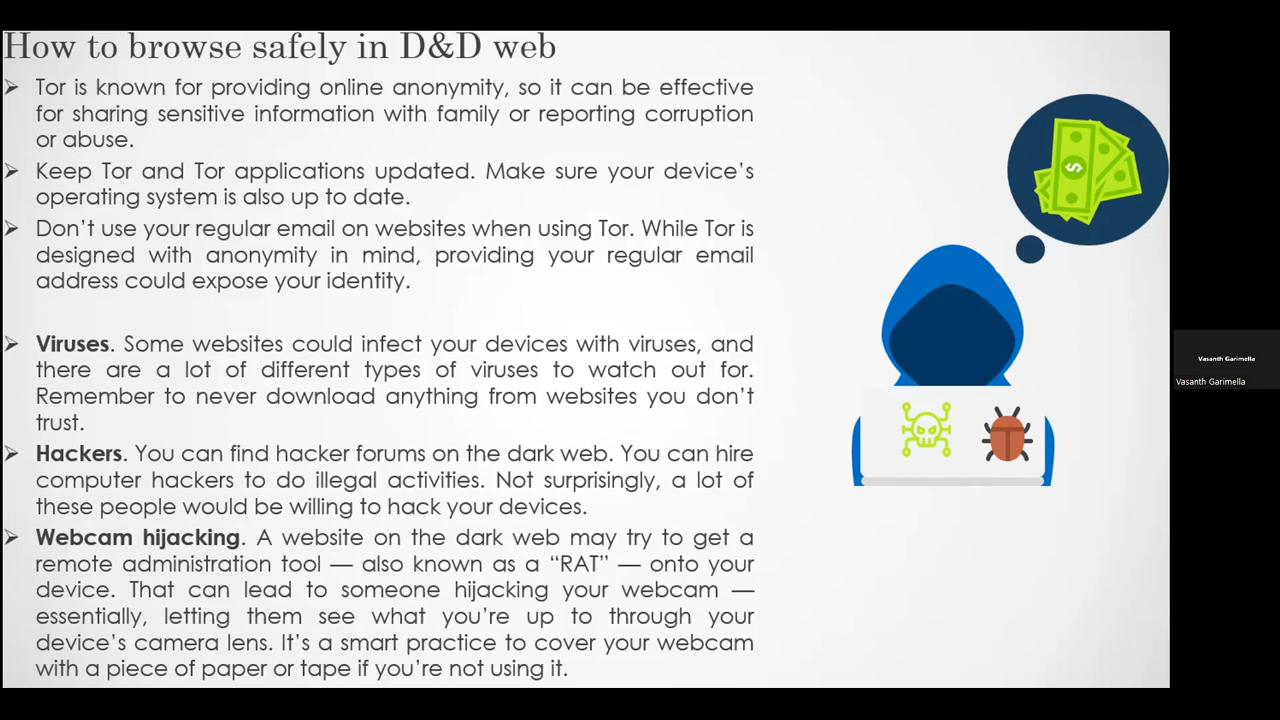 How to browse safely in D&D web
➢ Tor is known for providing online anonymity, so it can be effective
for sharing sensitive information with family or reporting corruption
or abuse.
➢ Keep Tor and Tor applications updated. Make sure your device’s
operating system is also up to date.
➢ Don’t use your regular email on websites when using Tor. While Tor is
designed with anonymity in mind, providing your regular email
address could expose your identity.
➢ Viruses. Some websites could infect your devices with viruses, and
there are a lot of different types of viruses to watch out for.
Remember to never download anything from websites you don’t
trust.
➢ Hackers. You can find hacker forums on the dark web. You can hire
computer hackers to do illegal activities. Not surprisingly, a lot of
these people would be willing to hack your devices.
➢ Webcam hijacking. A website on the dark web may try to get a
remote administration tool — also known as a “RAT” — onto your
device. That can lead to someone hijacking your webcam —
essentially, letting them see what you’re up to through your
device’s camera lens. It’s a smart practice to cover your webcam
with a piece of paper or tape if you’re not using it.
$
Vasanth Garimella
Vasanth Garimella